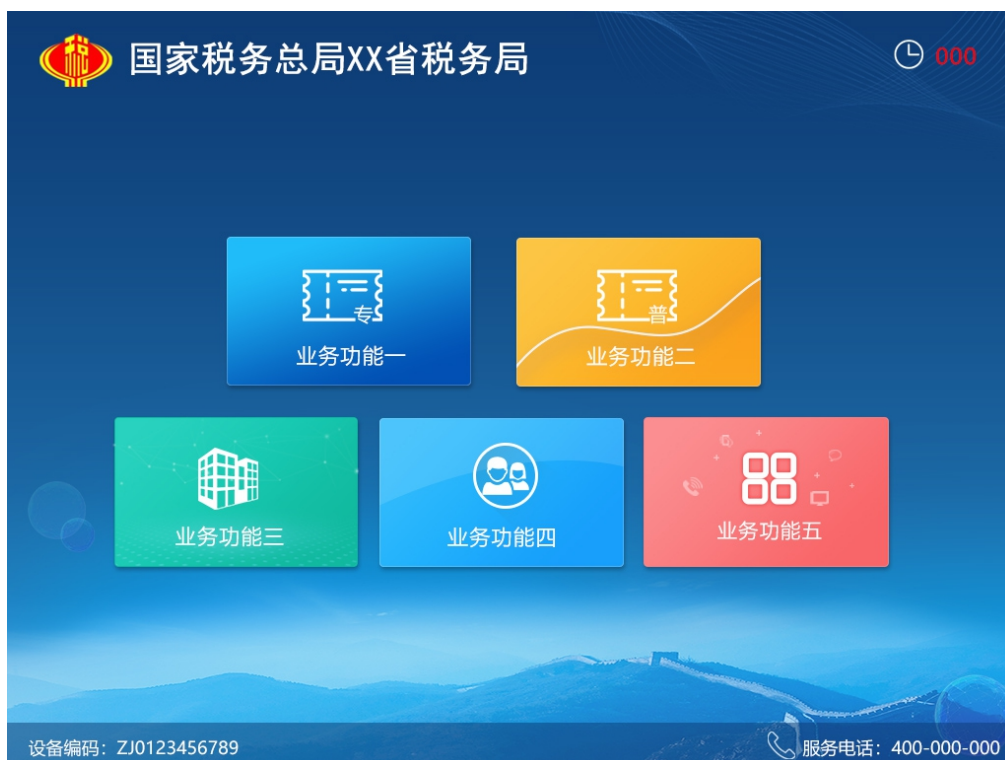 税
国家税务总局XX省税务局
000
专
业务功能一
普
业务功能二
业务功能三
业务功能四
业务功能五
设备编码：ZJ0123456789
服务电话：400-000-000